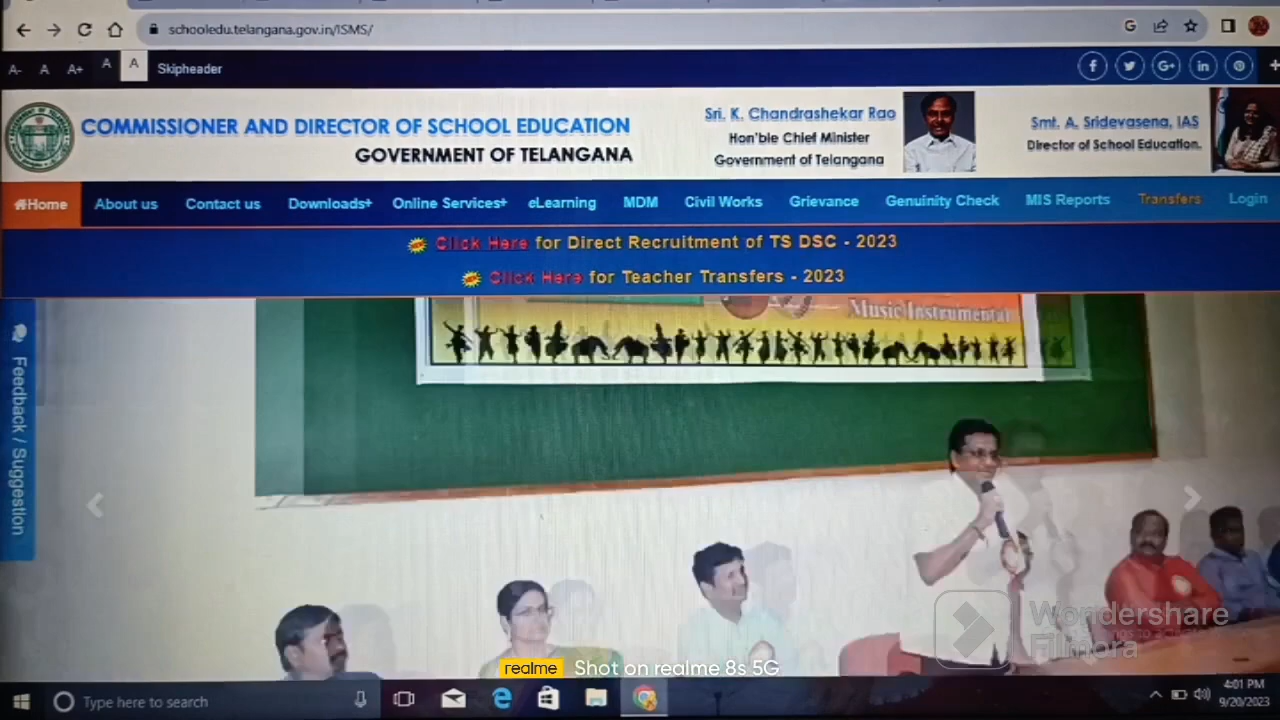 schooledu.telangana.gov.in/ISMS/
A- A A+ A A Skipheader
COMMISSIONER AND DIRECTOR OF SCHOOL EDUCATION
GOVERNMENT OF TELANGANA
Sri. K. Chandrashekar Rao
Hon'ble Chief Minister
Government of Telangana
Smt. A. Sridevasena, IAS
Director of School Education.
Home About us Contact us Downloads+ Online Services+ eLearning MDM Civil Works Grievance Genuinity Check MIS Reports Transfers Login
Click Here for Direct Recruitment of TS DSC - 2023
Click Here for Teacher Transfers - 2023
Music Instrumental
Feedback / Suggestion
Wondershare
Filmora
realme Shot on realme 8s 5G
Type here to search
4:01 PM
9/20/2023